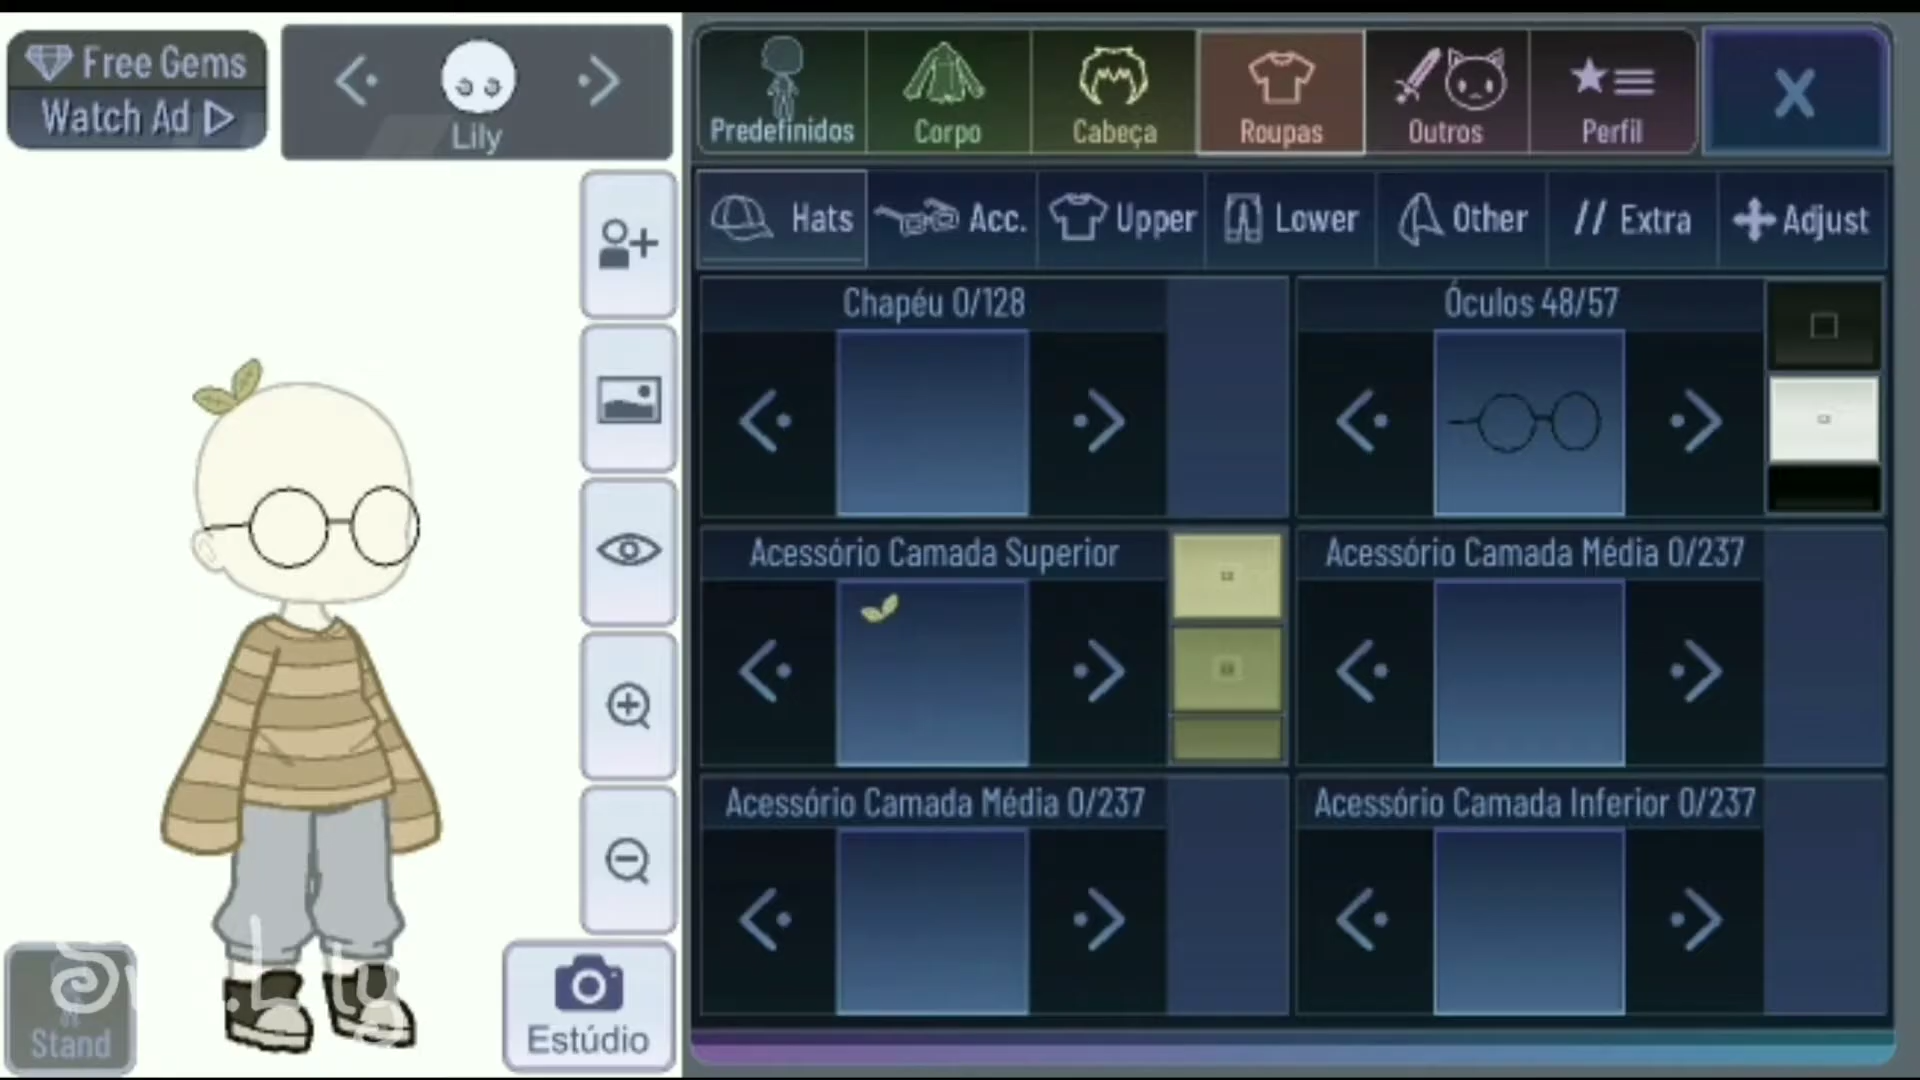 Free Gems
Watch Ad
Lily
Predefinidos
Corpo
Cabeça
Roupas
Outros
Perfil
X
Hats
Acc.
Upper
Lower
Other
Extra
Adjust
Chapéu 0/128
Óculos 48/57
Acessório Camada Superior
Acessório Camada Média 0/237
Acessório Camada Média 0/237
Acessório Camada Inferior 0/237
Stand
Estúdio